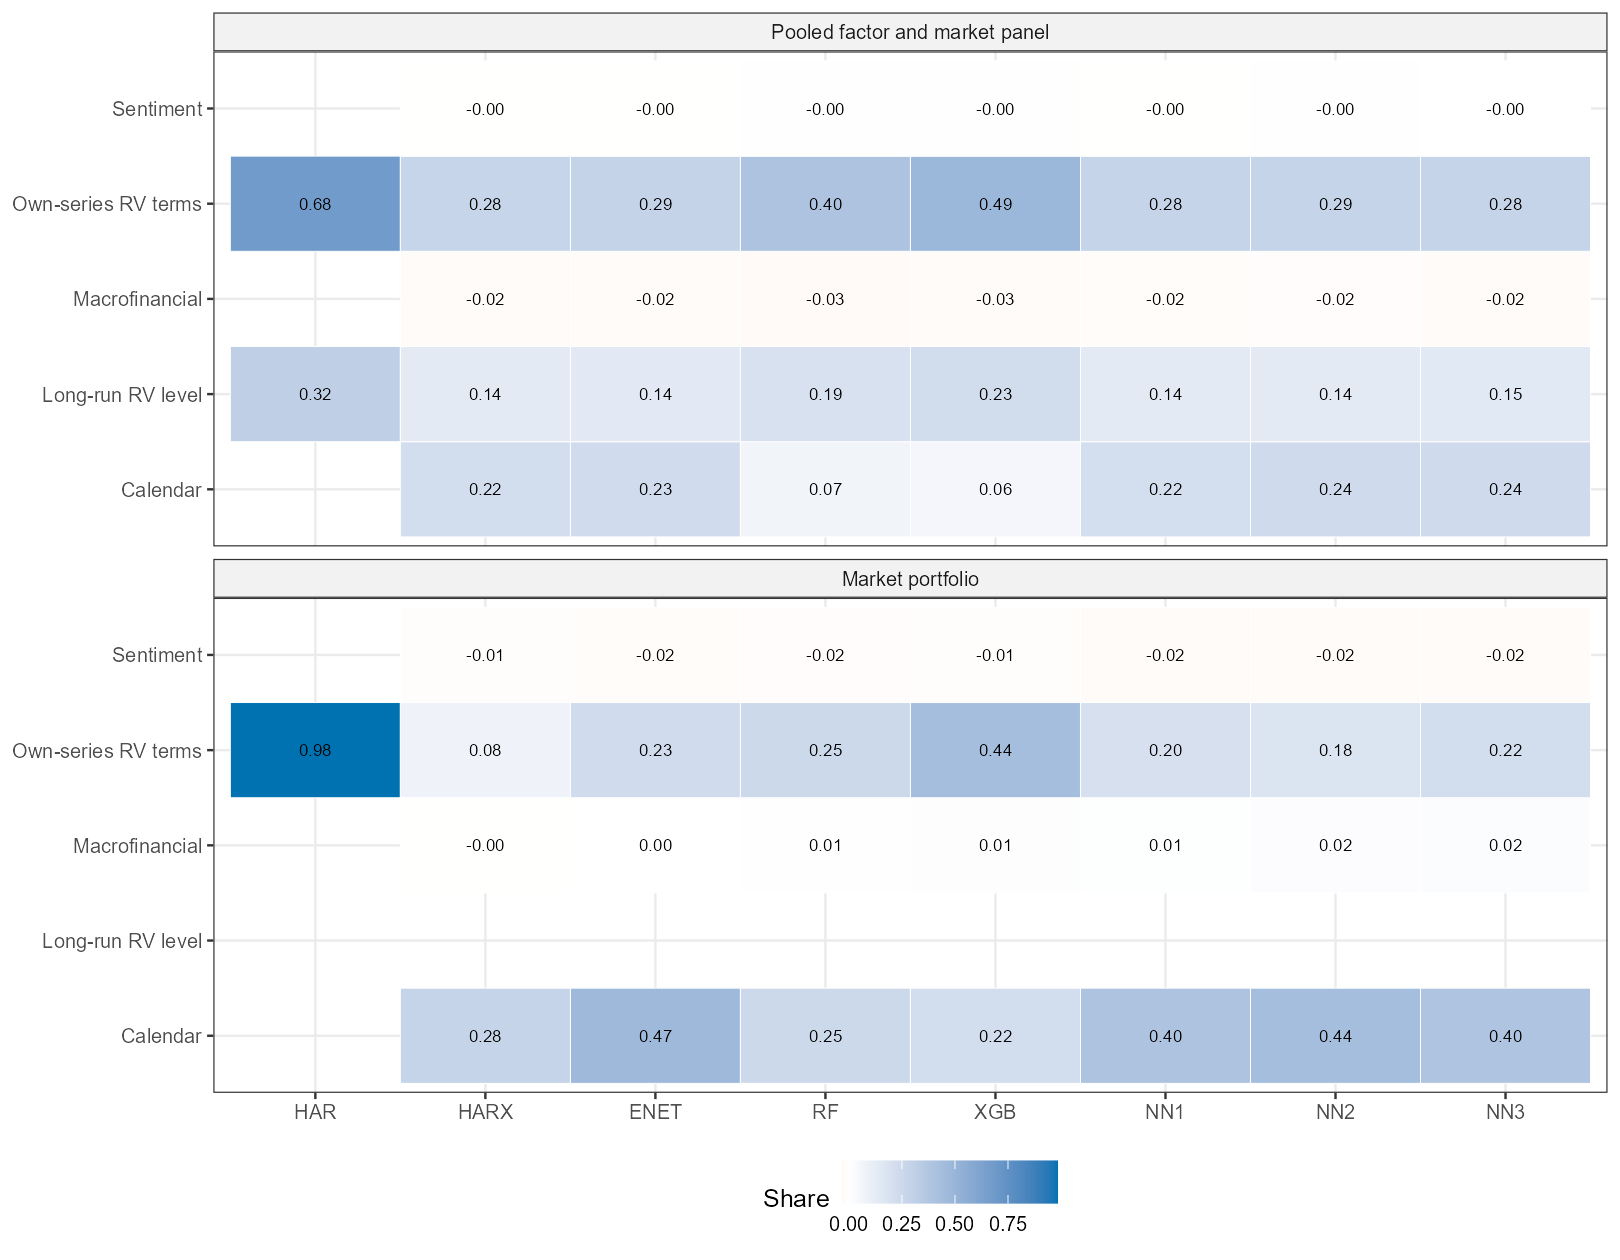 Pooled factor and market panel
Sentiment -0.00 -0.00 -0.00 -0.00 -0.00 -0.00 -0.00
Own-series RV terms 0.68 0.28 0.29 0.40 0.49 0.28 0.29 0.28
Macrofinancial -0.02 -0.02 -0.03 -0.03 -0.02 -0.02 -0.02
Long-run RV level 0.32 0.14 0.14 0.19 0.23 0.14 0.14 0.15
Calendar 0.22 0.23 0.07 0.06 0.22 0.24 0.24
Market portfolio
Sentiment -0.01 -0.02 -0.02 -0.01 -0.02 -0.02 -0.02
Own-series RV terms 0.98 0.08 0.23 0.25 0.44 0.20 0.18 0.22
Macrofinancial -0.00 0.00 0.01 0.01 0.01 0.02 0.02
Long-run RV level
Calendar 0.28 0.47 0.25 0.22 0.40 0.44 0.40
HAR HARX ENET RF XGB NN1 NN2 NN3
Share
0.00 0.25 0.50 0.75